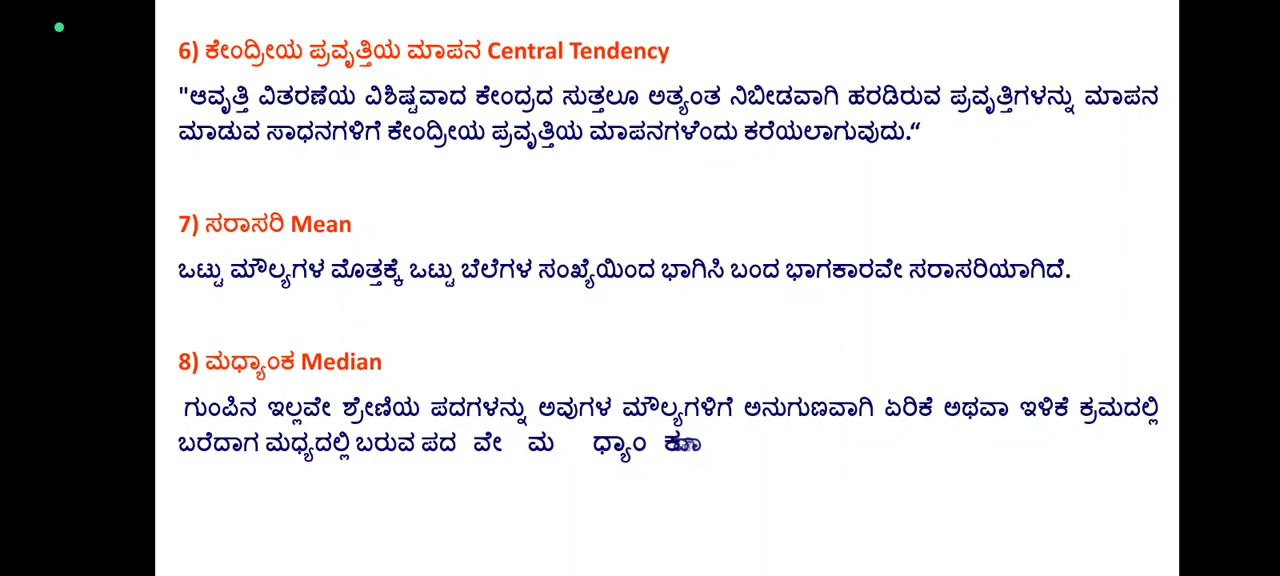 6) ಕೇಂದ್ರೀಯ ಪ್ರವೃತ್ತಿಯ ಮಾಪನ Central Tendency
"ಆವೃತ್ತಿ ವಿತರಣೆಯ ವಿಶಿಷ್ಟವಾದ ಕೇಂದ್ರದ ಸುತ್ತಲೂ ಅತ್ಯಂತ ನಿಬೀಡವಾಗಿ ಹರಡಿರುವ ಪ್ರವೃತ್ತಿಗಳನ್ನು ಮಾಪನ
ಮಾಡುವ ಸಾಧನಗಳಿಗೆ ಕೇಂದ್ರೀಯ ಪ್ರವೃತ್ತಿಯ ಮಾಪನಗಳೆಂದು ಕರೆಯಲಾಗುವುದು.“
7) ಸರಾಸರಿ Mean
ಒಟ್ಟು ಮೌಲ್ಯಗಳ ಮೊತ್ತಕ್ಕೆ ಒಟ್ಟು ಬೆಲೆಗಳ ಸಂಖ್ಯೆಯಿಂದ ಭಾಗಿಸಿ ಬಂದ ಭಾಗಕಾರವೇ ಸರಾಸರಿಯಾಗಿದೆ.
8) ಮಧ್ಯಾಂಕ Median
ಗುಂಪಿನ ಇಲ್ಲವೇ ಶ್ರೇಣಿಯ ಪದಗಳನ್ನು ಅವುಗಳ ಮೌಲ್ಯಗಳಿಗೆ ಅನುಗುಣವಾಗಿ ಏರಿಕೆ ಅಥವಾ ಇಳಿಕೆ ಕ್ರಮದಲ್ಲಿ
ಬರೆದಾಗ ಮಧ್ಯದಲ್ಲಿ ಬರುವ ಪದ ವೇ ಮ ಧ್ಯಾಂ